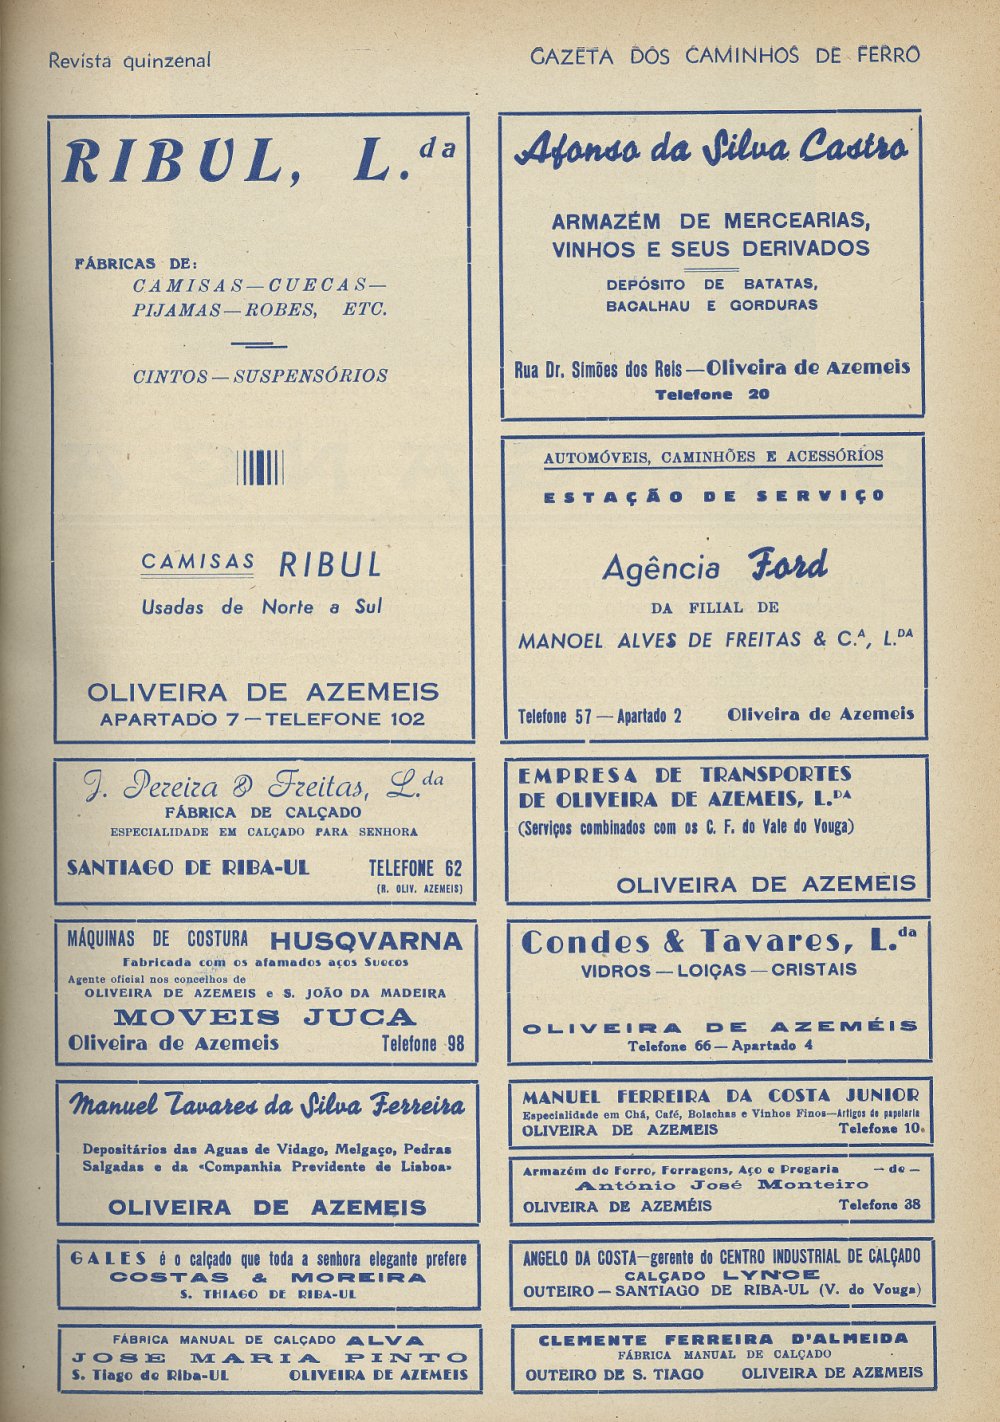 Revista quinzenal
GAZETA DOS CAMINHOS DE FERRO
RIBUL, L.da
FÁBRICAS DE:
CAMISAS — CUECAS —
PIJAMAS — ROBES, ETC.
CINTOS — SUSPENSÓRIOS
CAMISAS RIBUL
Usadas de Norte a Sul
OLIVEIRA DE AZEMEIS
APARTADO 7 — TELEFONE 102
J. Pereira & Freitas, L.da
FÁBRICA DE CALÇADO
ESPECIALIDADE EM CALÇADO PARA SENHORA
SANTIAGO DE RIBA-UL TELEFONE 62
(R. OLIV. AZEMEIS)
MÁQUINAS DE COSTURA HUSQVARNA
Fabricada com os afamados aços Suecos
Agente oficial nos concelhos de
OLIVEIRA DE AZEMEIS e S. JOÃO DA MADEIRA
MOVEIS JUCA
Oliveira de Azemeis Telefone 98
Manuel Tavares da Silva Ferreira
Depositários das Aguas de Vidago, Melgaço, Pedras
Salgadas e da «Companhia Previdente de Lisboa»
OLIVEIRA DE AZEMEIS
GALES é o calçado que toda a senhora elegante prefere
COSTAS & MOREIRA
S. THIAGO DE RIBA-UL
FÁBRICA MANUAL DE CALÇADO ALVA
JOSE MARIA PINTO
S. Tiago de Riba-UL OLIVEIRA DE AZEMEIS
Afonso da Silva Castro
ARMAZÉM DE MERCEARIAS,
VINHOS E SEUS DERIVADOS
DEPÓSITO DE BATATAS,
BACALHAU E GORDURAS
Rua Dr. Simões dos Reis — Oliveira de Azemeis
Telefone 20
AUTOMÓVEIS, CAMINHÕES E ACESSÓRIOS
ESTAÇÃO DE SERVIÇO
Agência Ford
DA FILIAL DE
MANOEL ALVES DE FREITAS & C.A, L.DA
Telefone 57 — Apartado 2 Oliveira de Azemeis
EMPRESA DE TRANSPORTES
DE OLIVEIRA DE AZEMEIS, L.DA
(Serviços combinados com os C. F. do Vale do Vouga)
OLIVEIRA DE AZEMEIS
Condes & Tavares, L.da
VIDROS — LOIÇAS — CRISTAIS
OLIVEIRA DE AZEMÉIS
Telefone 66 — Apartado 4
MANUEL FERREIRA DA COSTA JUNIOR
Especialidade em Chá, Café, Bolachas e Vinhos Finos—Artigos de papelaria
OLIVEIRA DE AZEMEIS Telefone 10
Armazém de Ferro, Ferragens, Aço e Pregaria — de —
António José Monteiro
OLIVEIRA DE AZEMÉIS Telefone 38
ANGELO DA COSTA—gerente do CENTRO INDUSTRIAL DE CALÇADO
CALÇADO LYNCE
OUTEIRO — SANTIAGO DE RIBA-UL (V. do Vouga)
CLEMENTE FERREIRA D'ALMEIDA
FÁBRICA MANUAL DE CALÇADO
OUTEIRO DE S. TIAGO OLIVEIRA DE AZEMEIS